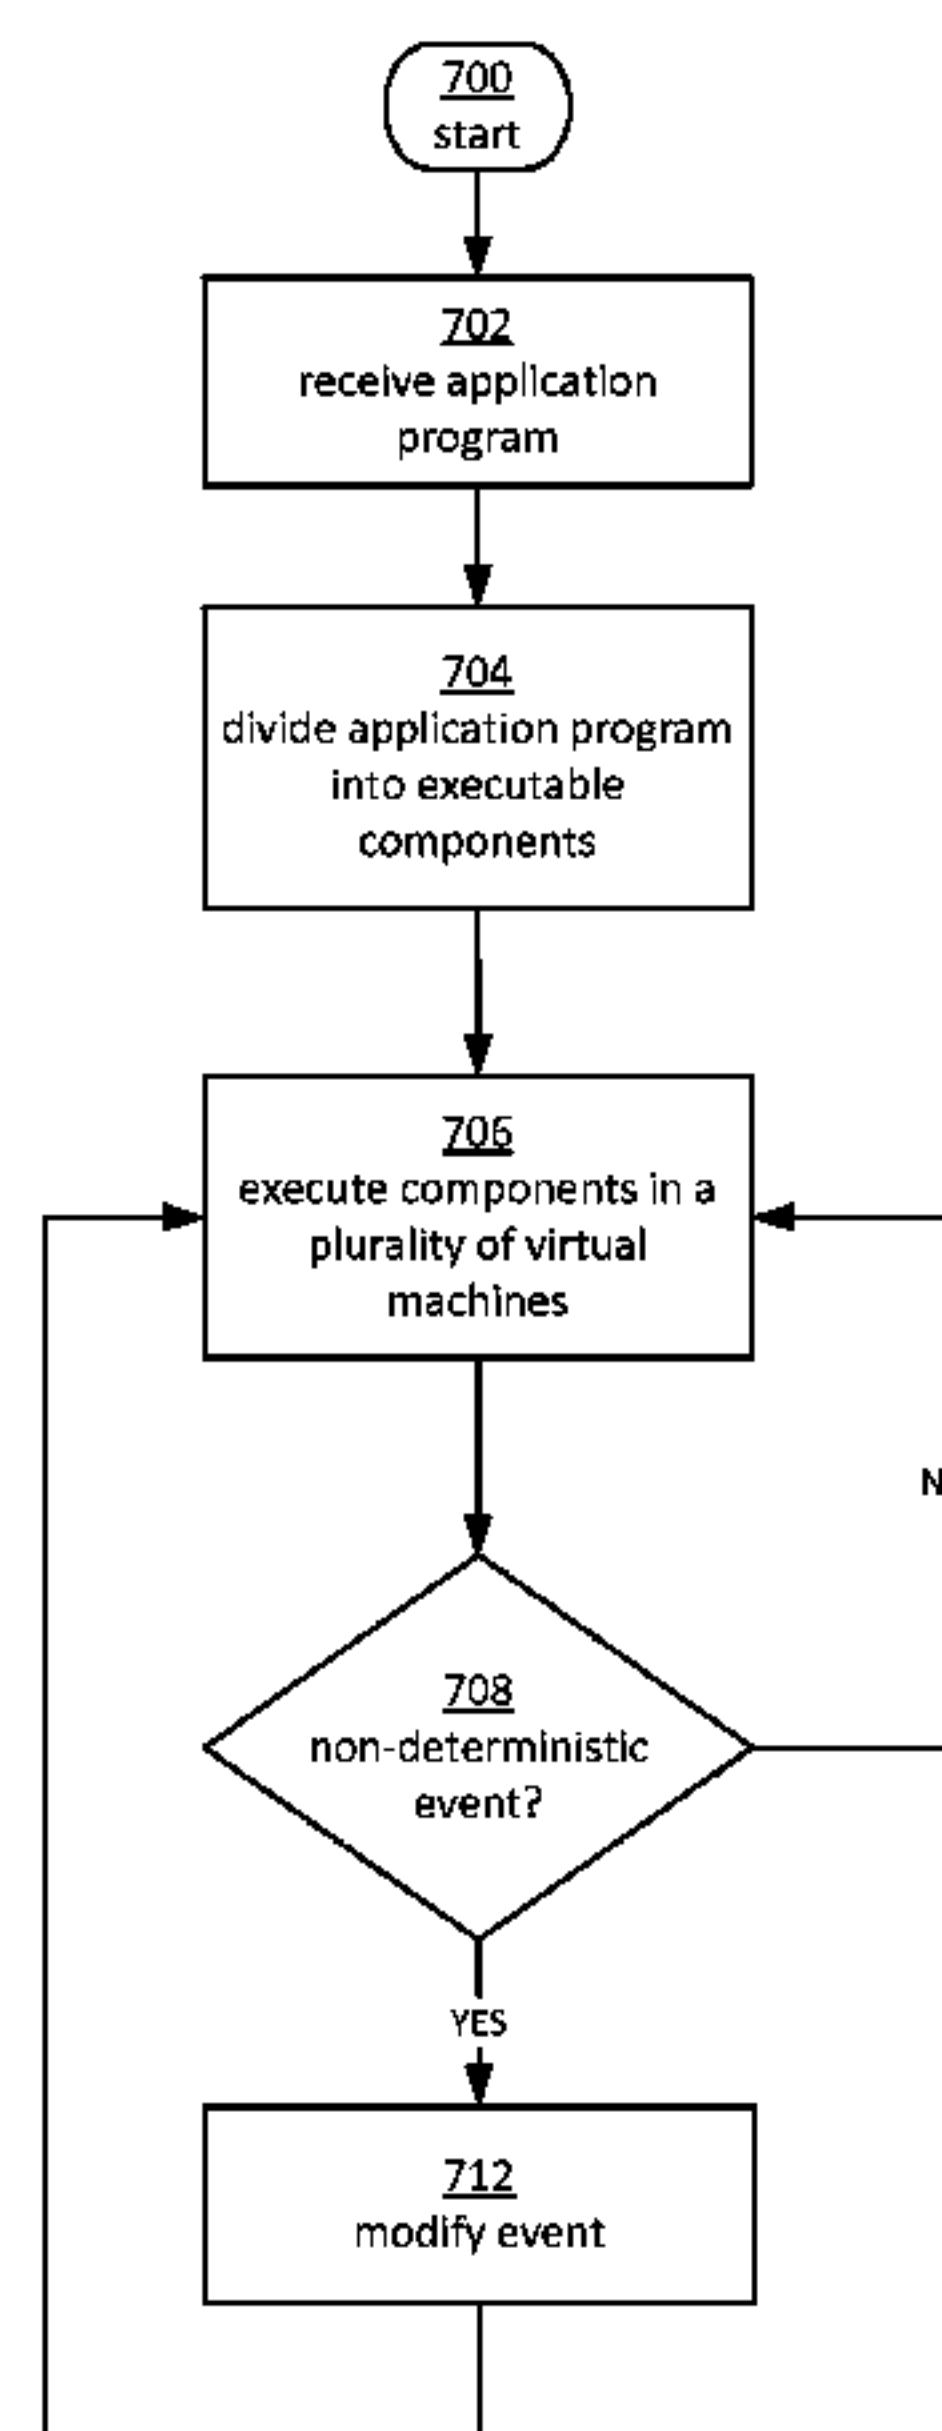 700
start
702
receive application
program
704
divide application program
into executable
components
706
execute components in a
plurality of virtual
machines
N
708
non-deterministic
event?
YES
712
modify event